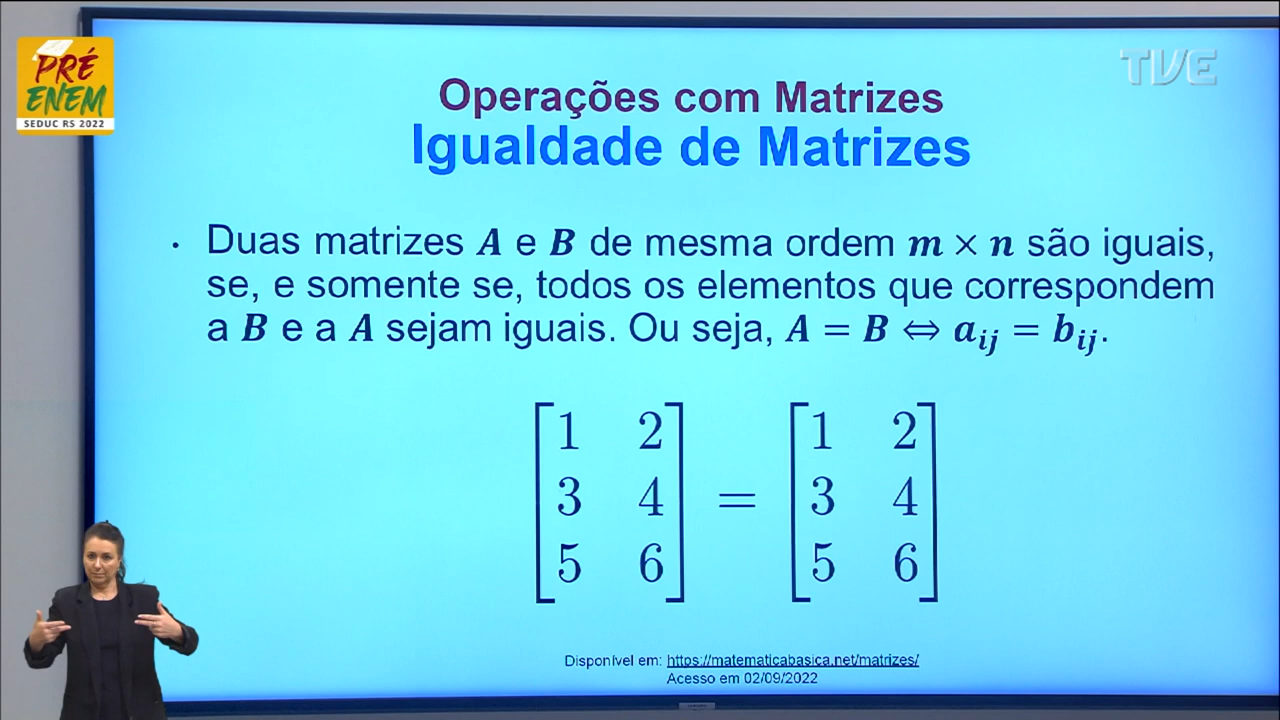 PRÉ
ENEM
SEDUC RS 2022
TVE
Operações com Matrizes
Igualdade de Matrizes
• Duas matrizes A e B de mesma ordem m × n são iguais,
se, e somente se, todos os elementos que correspondem
a B e a A sejam iguais. Ou seja, A = B ⇔ a_ij = b_ij.
[1 2] [1 2]
[3 4] = [3 4]
[5 6] [5 6]
Disponível em: https://matematicabasica.net/matrizes/
Acesso em 02/09/2022